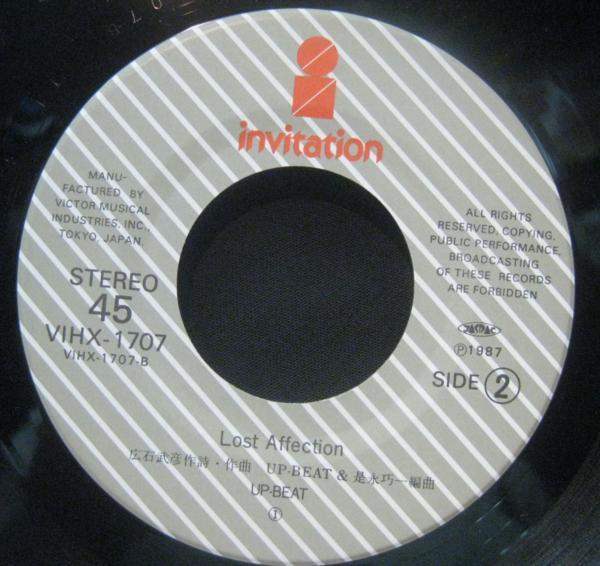 invitation
MANU-
FACTURED BY
VICTOR MUSICAL
INDUSTRIES, INC.,
TOKYO, JAPAN.
STEREO
45
VIHX-1707
VIHX-1707-B
ALL RIGHTS
RESERVED, COPYING,
PUBLIC PERFORMANCE,
BROADCASTING
OF THESE RECORDS
ARE FORBIDDEN
JASRAC
Ⓟ1987
SIDE ②
Lost Affection
広石武彦作詩・作曲 UP-BEAT & 是永巧一編曲
UP-BEAT
①